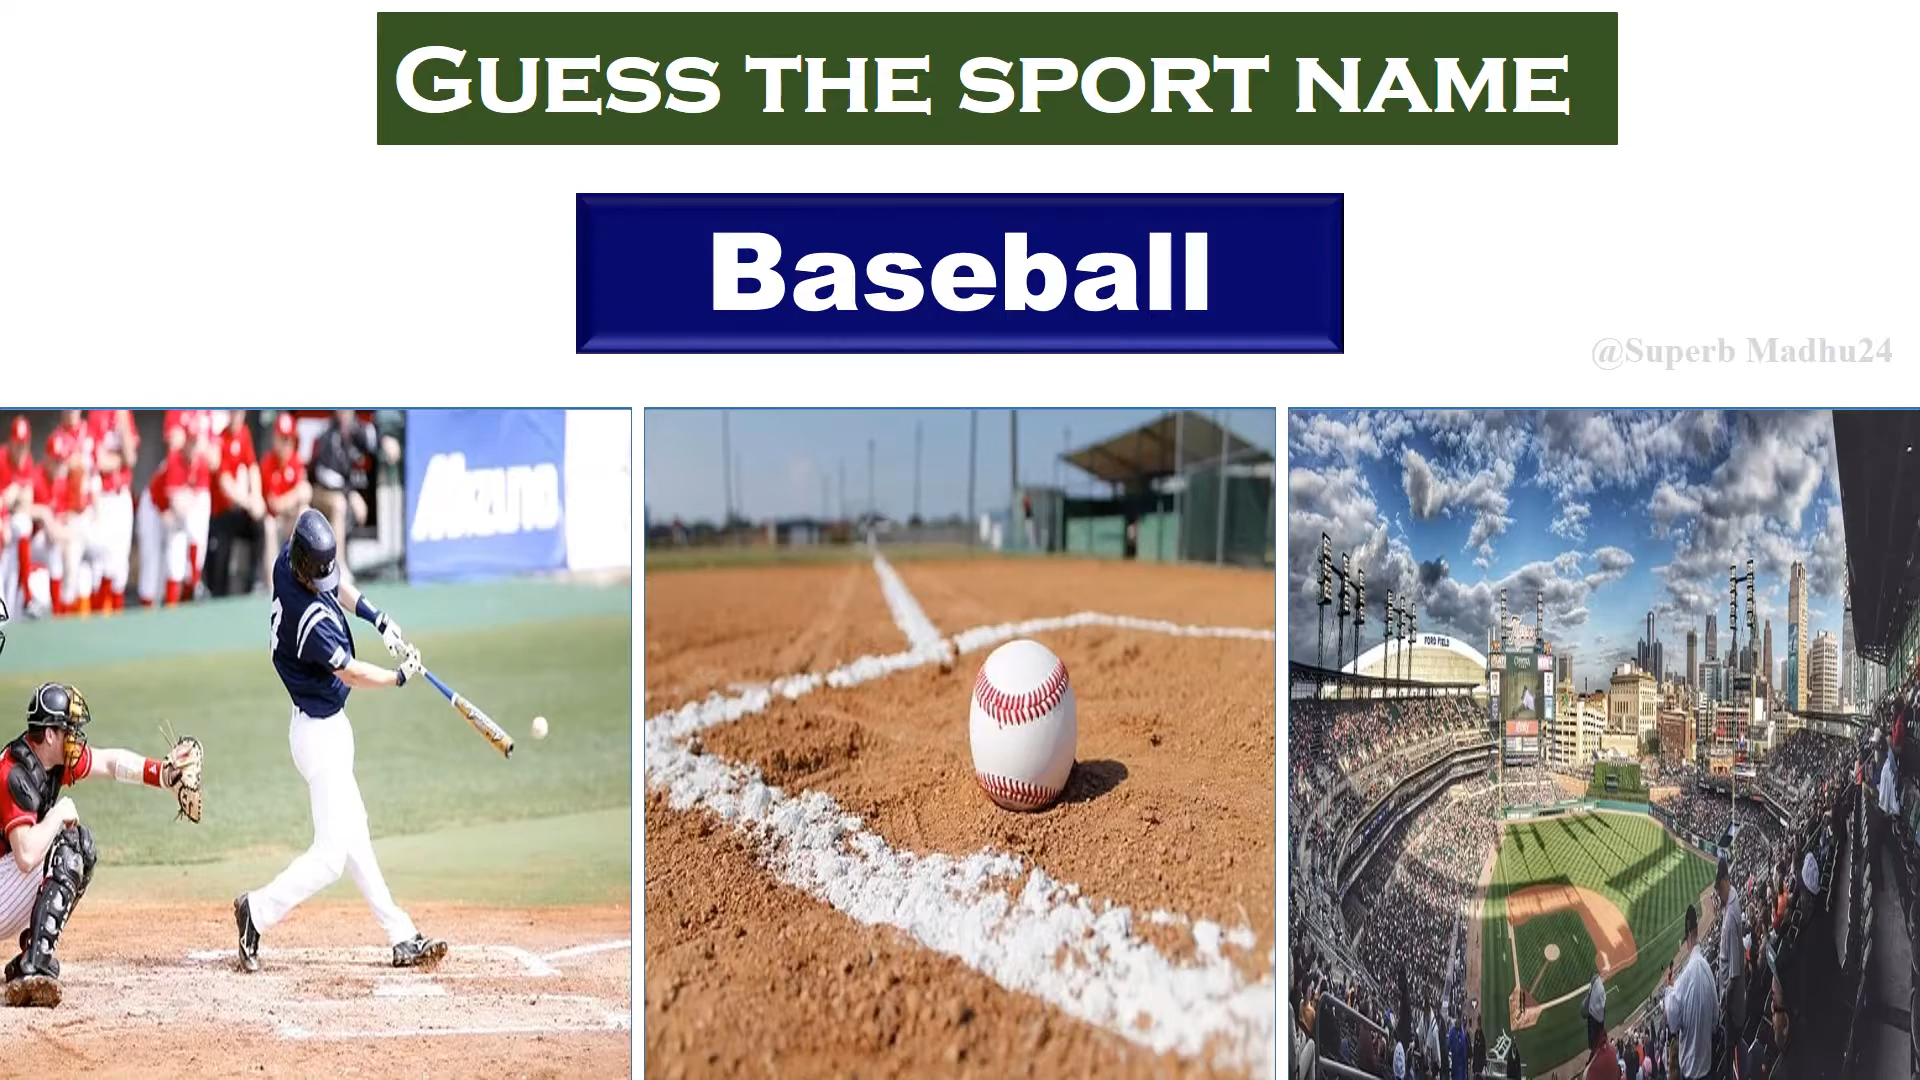 GUESS THE SPORT NAME
Baseball
@Superb Madhu24
MIZUNO
FORD FIELD